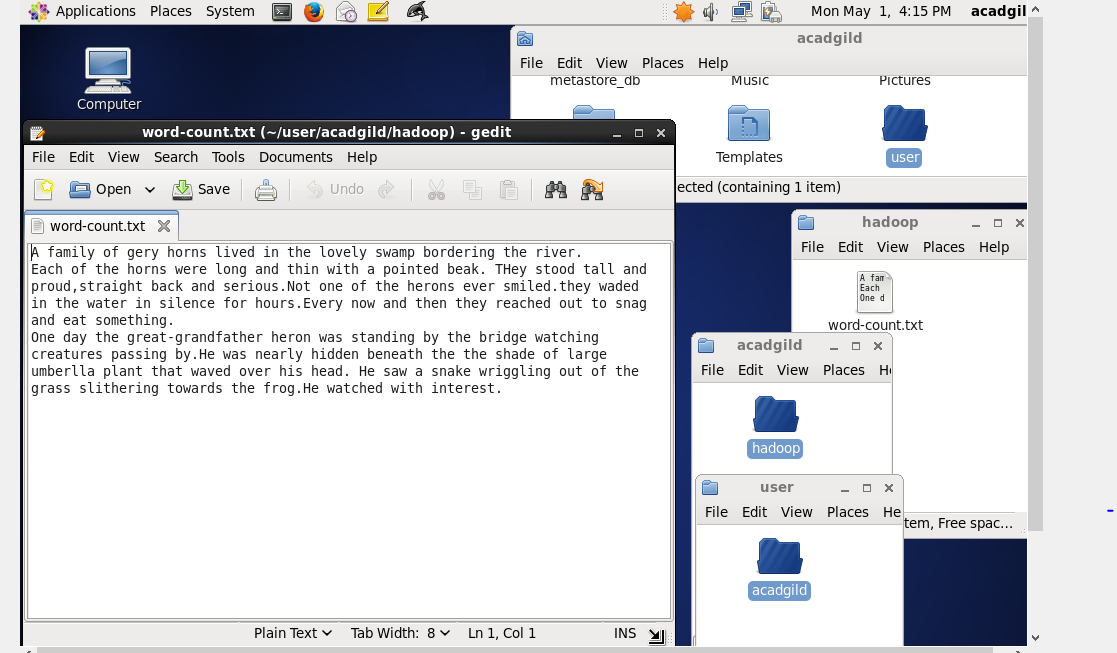 Applications Places System Mon May 1, 4:15 PM acadgil
Computer
acadgild
File Edit View Places Help
metastore_db Music Pictures
Templates user
ected (containing 1 item)
word-count.txt (~/user/acadgild/hadoop) - gedit
File Edit View Search Tools Documents Help
Open Save Undo
word-count.txt
A family of gery horns lived in the lovely swamp bordering the river.
Each of the horns were long and thin with a pointed beak. THey stood tall and
proud,straight back and serious.Not one of the herons ever smiled.they waded
in the water in silence for hours.Every now and then they reached out to snag
and eat something.
One day the great-grandfather heron was standing by the bridge watching
creatures passing by.He was nearly hidden beneath the the shade of large
umberlla plant that waved over his head. He saw a snake wriggling out of the
grass slithering towards the frog.He watched with interest.
Plain Text Tab Width: 8 Ln 1, Col 1 INS
hadoop
File Edit View Places Help
A fam
Each
One d
word-count.txt
tem, Free spac...
acadgild
File Edit View Places He
hadoop
user
File Edit View Places He
acadgild